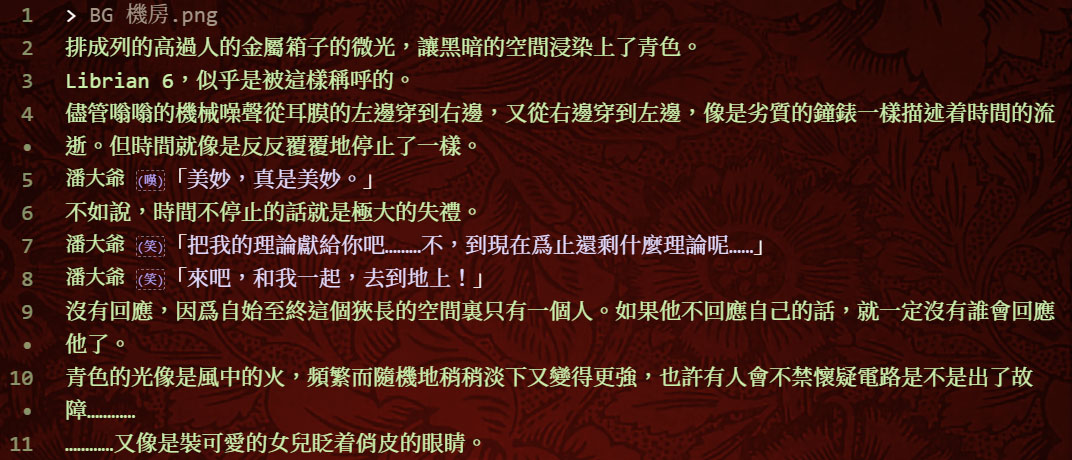 1 > BG 機房.png
2 排成列的高過人的金屬箱子的微光，讓黑暗的空間浸染上了青色。
3 Librian 6，似乎是被這樣稱呼的。
4 儘管嗡嗡的機械噪聲從耳膜的左邊穿到右邊，又從右邊穿到左邊，像是劣質的鐘錶一樣描述着時間的流
• 逝。但時間就像是反反覆覆地停止了一樣。
5 潘大爺 (嘆)「美妙，真是美妙。」
6 不如說，時間不停止的話就是極大的失禮。
7 潘大爺 (笑)「把我的理論獻給你吧………不，到現在爲止還剩什麼理論呢……」
8 潘大爺 (笑)「來吧，和我一起，去到地上！」
9 沒有回應，因爲自始至終這個狹長的空間裏只有一個人。如果他不回應自己的話，就一定沒有誰會回應
• 他了。
10 青色的光像是風中的火，頻繁而隨機地稍稍淡下又變得更強，也許有人會不禁懷疑電路是不是出了故
• 障…………
11 …………又像是裝可愛的女兒眨着俏皮的眼睛。